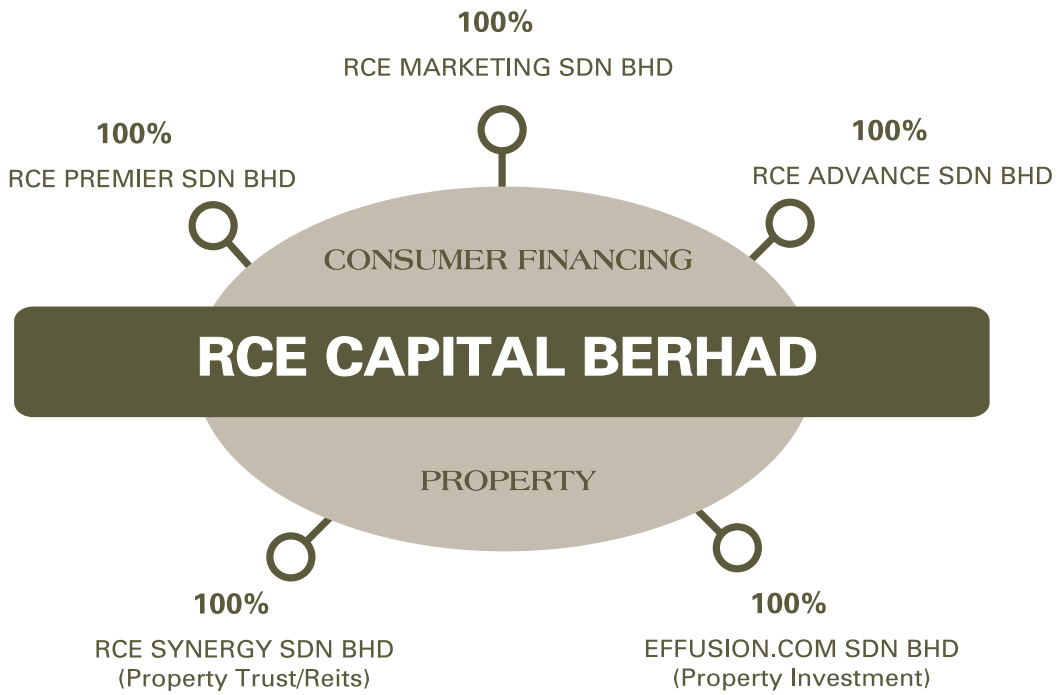 100%
RCE MARKETING SDN BHD
100%
RCE PREMIER SDN BHD
100%
RCE ADVANCE SDN BHD
CONSUMER FINANCING
RCE CAPITAL BERHAD
PROPERTY
100%
RCE SYNERGY SDN BHD
(Property Trust/Reits)
100%
EFFUSION.COM SDN BHD
(Property Investment)